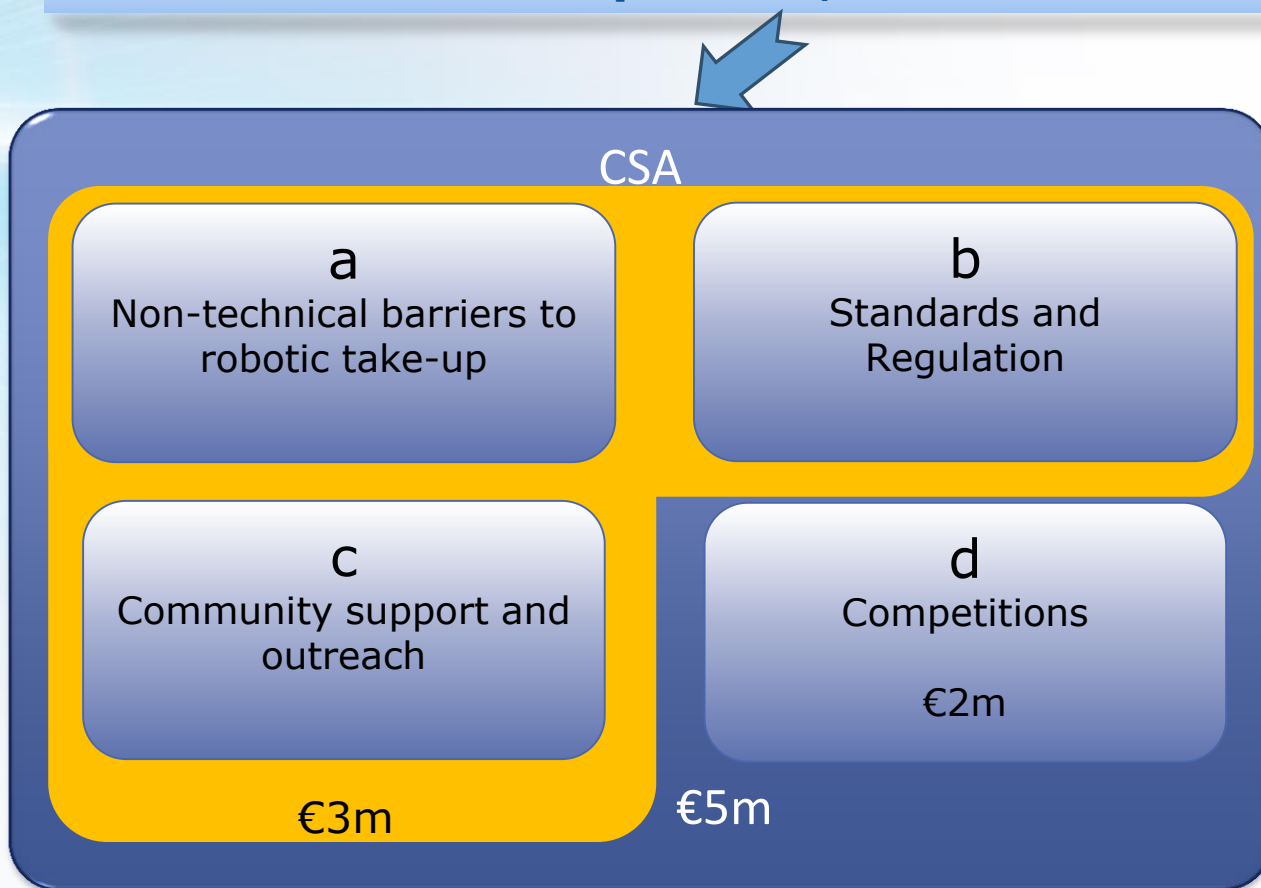 CSA
a
Non-technical barriers to
robotic take-up
b
Standards and
Regulation
c
Community support and
outreach
d
Competitions
€2m
€3m
€5m